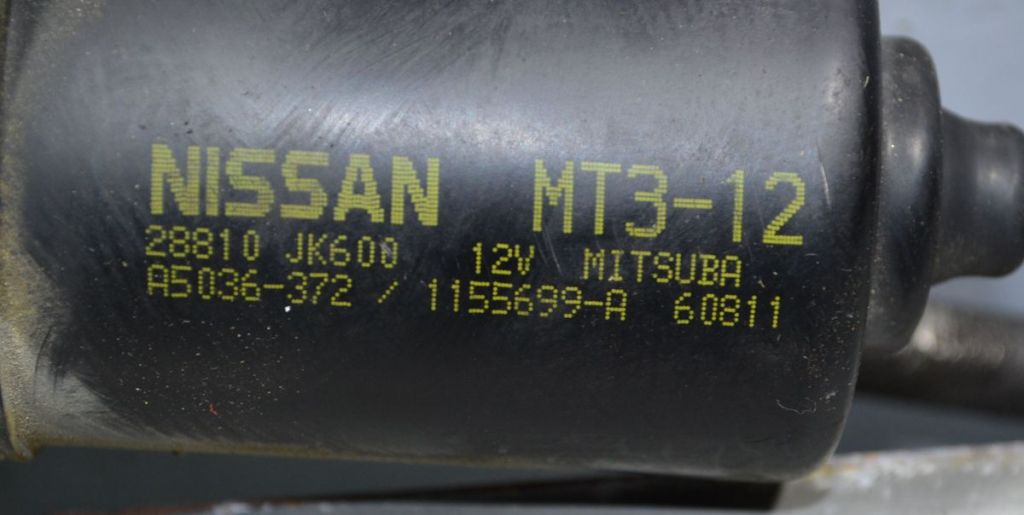 NISSAN MT3-12
28810 JK600 12V MITSUBA
A5036-372 / 1155699-A 60811